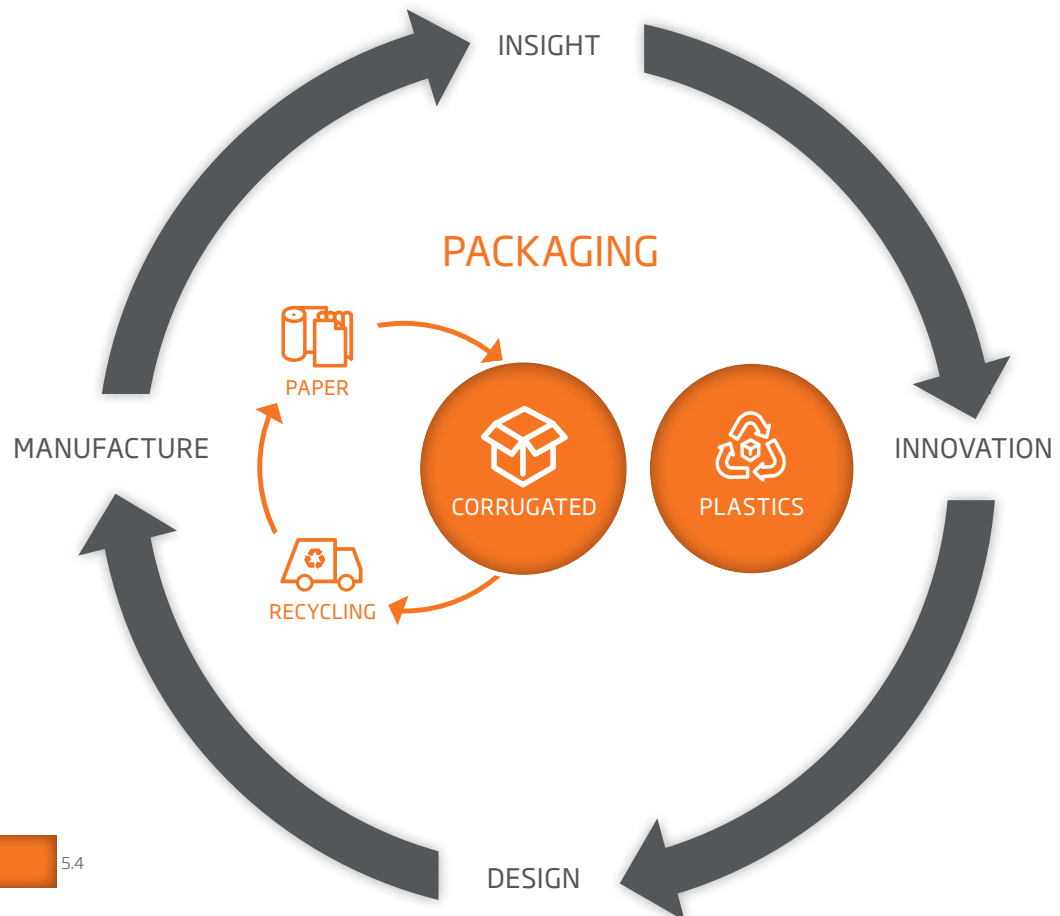 INSIGHT
PACKAGING
PAPER
MANUFACTURE
INNOVATION
CORRUGATED
PLASTICS
RECYCLING
5.4
DESIGN